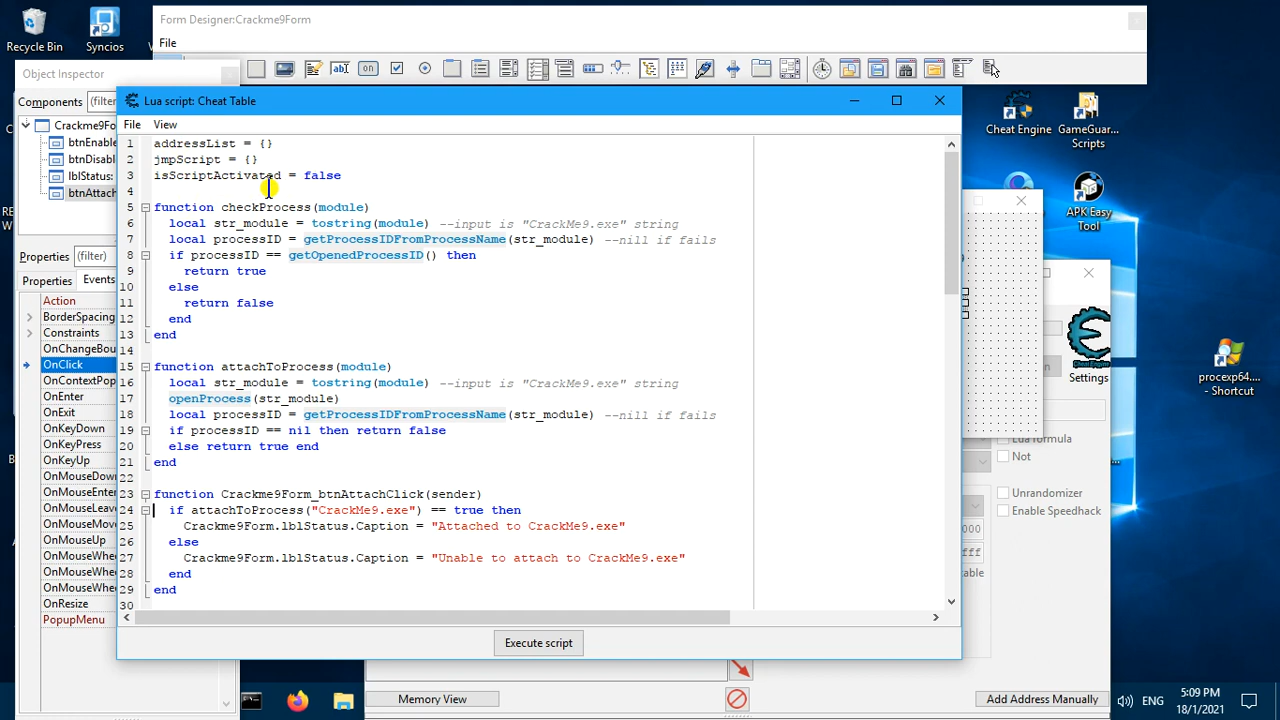 Recycle Bin
Syncios
Form Designer:Crackme9Form
File
Object Inspector
Components
(filter
Crackme9Fo
btnEnable
btnDisabl
lblStatus:
btnAttach
Properties
(filter)
Properties
Events
Action
BorderSpacing
Constraints
OnChangeBou
OnClick
OnContextPop
OnEnter
OnExit
OnKeyDown
OnKeyPress
OnKeyUp
OnMouseDown
OnMouseEnter
OnMouseLeave
OnMouseMove
OnMouseUp
OnMouseWhe
OnMouseWhe
OnMouseWhe
OnResize
PopupMenu
Lua script: Cheat Table
File View
1 addressList = {}
2 jmpScript = {}
3 isScriptActivated = false
4
5 function checkProcess(module)
6 local str_module = tostring(module) --input is "CrackMe9.exe" string
7 local processID = getProcessIDFromProcessName(str_module) --nill if fails
8 if processID == getOpenedProcessID() then
9 return true
10 else
11 return false
12 end
13 end
14
15 function attachToProcess(module)
16 local str_module = tostring(module) --input is "CrackMe9.exe" string
17 openProcess(str_module)
18 local processID = getProcessIDFromProcessName(str_module) --nill if fails
19 if processID == nil then return false
20 else return true end
21 end
22
23 function Crackme9Form_btnAttachClick(sender)
24 if attachToProcess("CrackMe9.exe") == true then
25 Crackme9Form.lblStatus.Caption = "Attached to CrackMe9.exe"
26 else
27 Crackme9Form.lblStatus.Caption = "Unable to attach to CrackMe9.exe"
28 end
29 end
30
Execute script
Cheat Engine
GameGuar...
Scripts
APK Easy
Tool
Settings
procexp64....
- Shortcut
Lua formula
Not
Unrandomizer
Enable Speedhack
Memory View
Add Address Manually
ENG
5:09 PM
18/1/2021